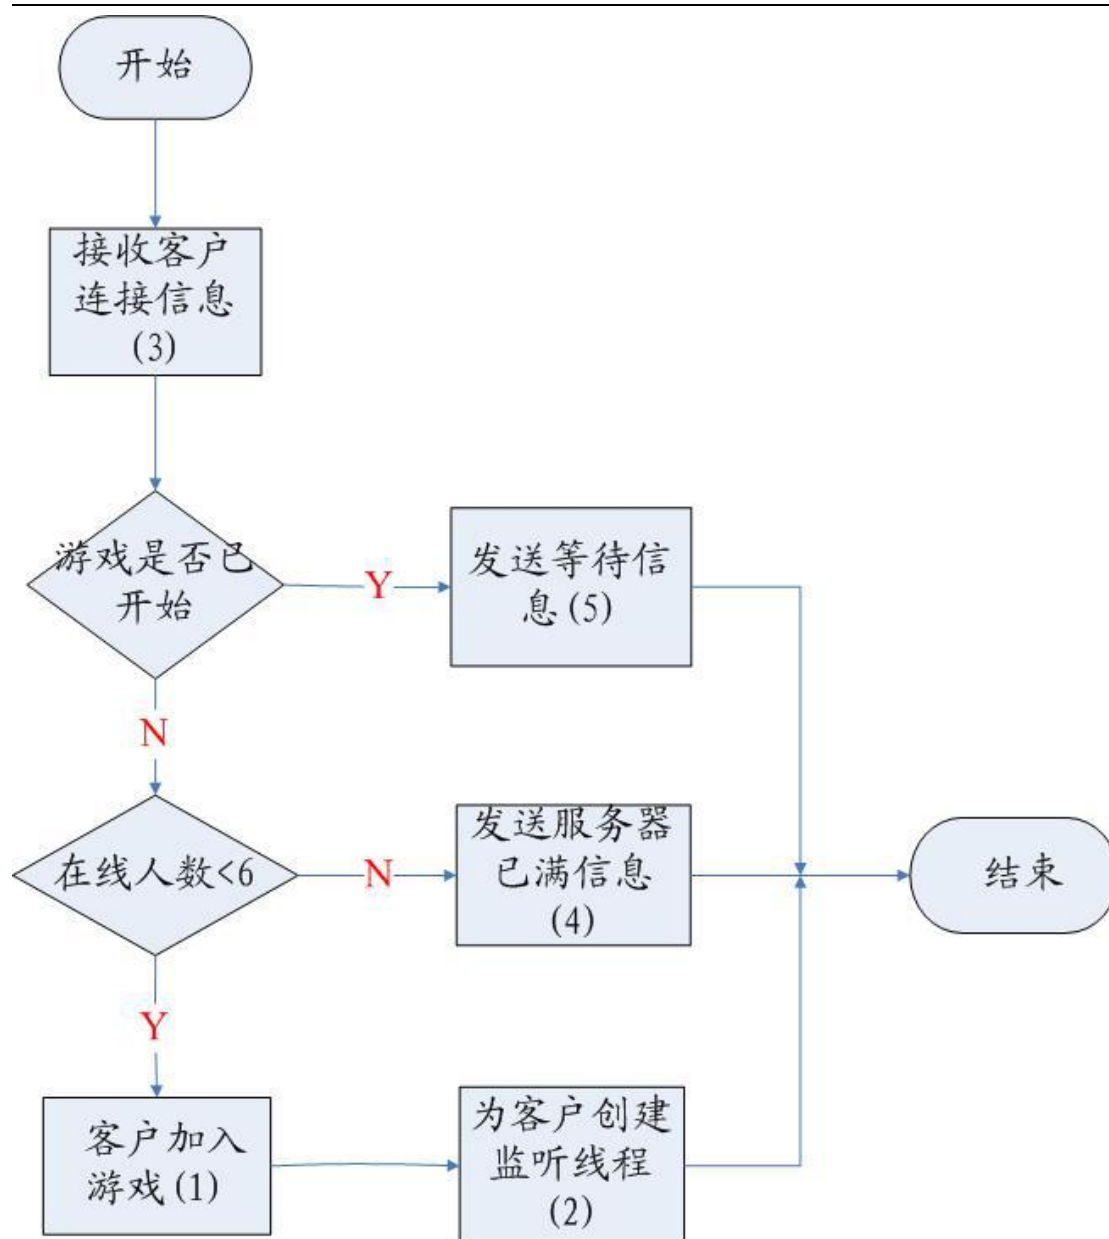 开始
接收客户
连接信息
(3)
游戏是否已
开始
Y
发送等待信
息(5)
N
在线人数<6
N
发送服务器
已满信息
(4)
结束
Y
客户加入
游戏(1)
为客户创建
监听线程
(2)